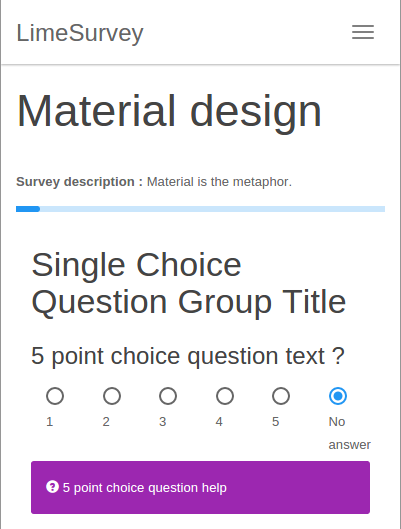 LimeSurvey
Material design
Survey description : Material is the metaphor.
Single Choice
Question Group Title
5 point choice question text ?
1 2 3 4 5 No
answer
5 point choice question help